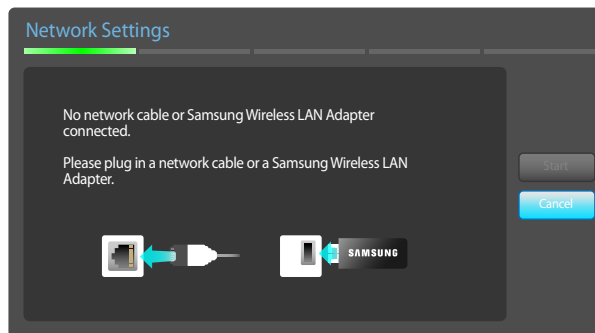 Network Settings
No network cable or Samsung Wireless LAN Adapter
connected.
Please plug in a network cable or a Samsung Wireless LAN
Adapter.
Start
Cancel
SAMSUNG